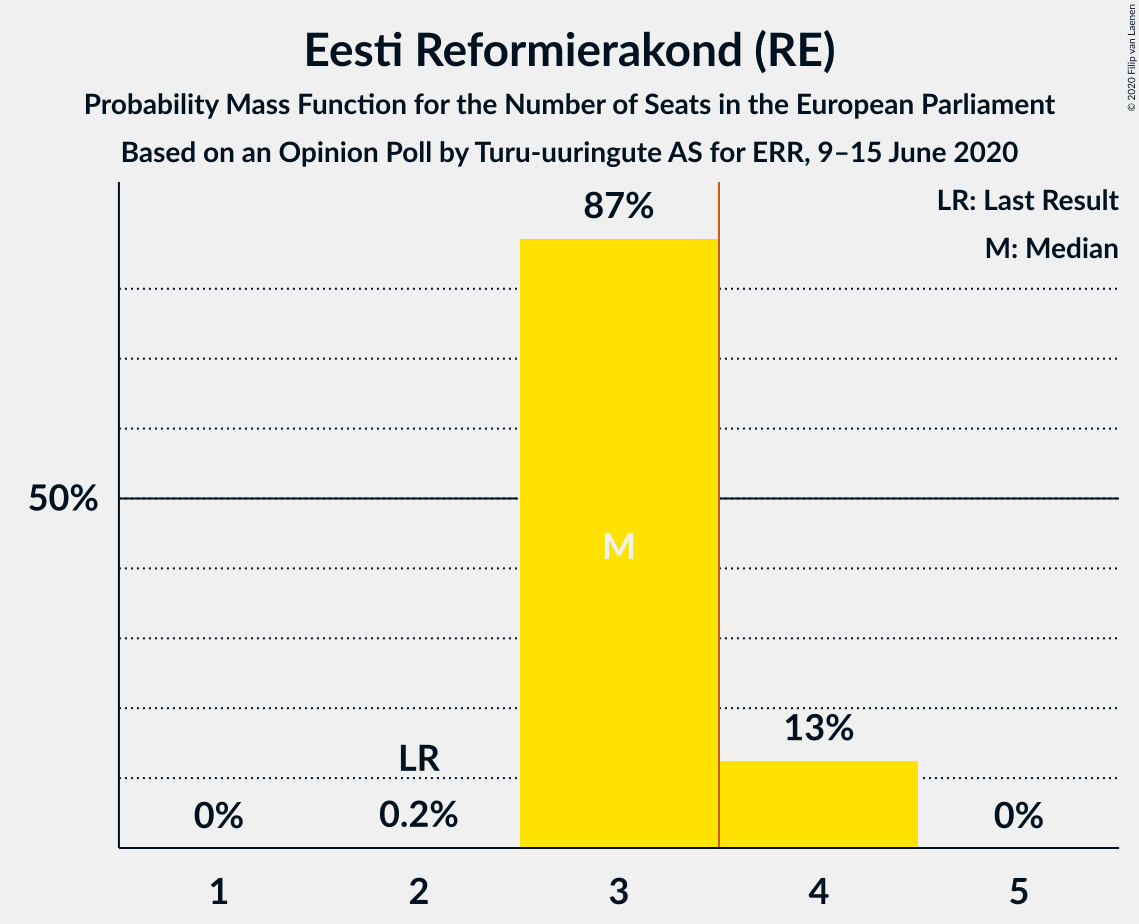 Eesti Reformierakond (RE)
Probability Mass Function for the Number of Seats in the European Parliament
Based on an Opinion Poll by Turu-uuringute AS for ERR, 9–15 June 2020
© 2020 Filip van Laenen
LR: Last Result
M: Median
87%
50%
M
13%
LR
0%
0.2%
0%
1
2
3
4
5